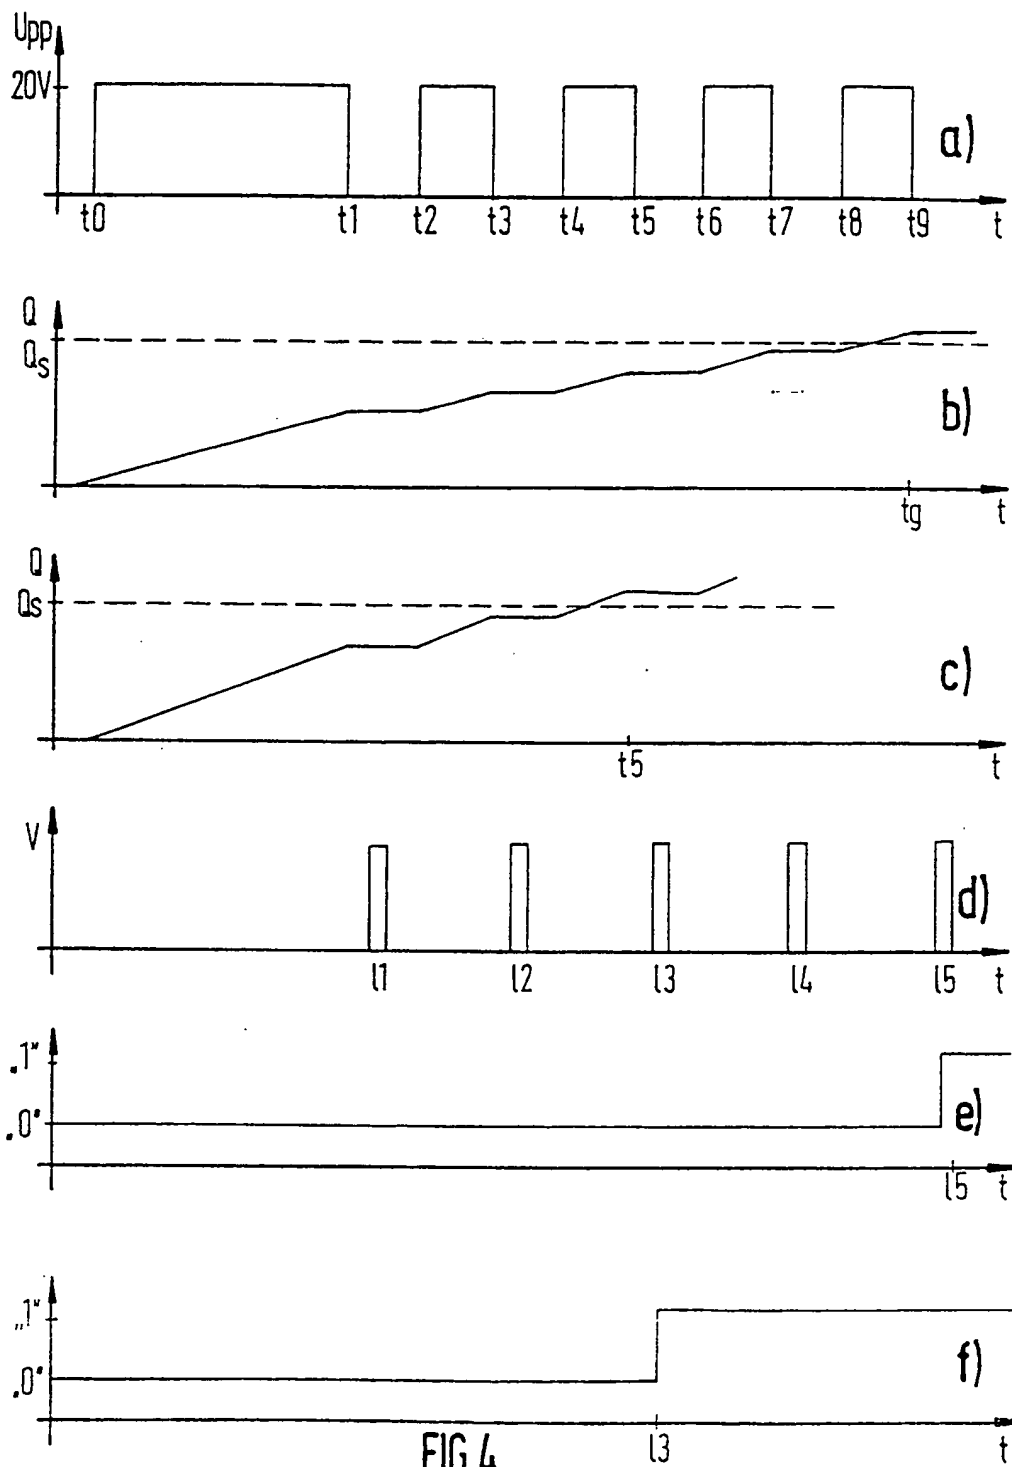 Upp
20V
a)
t0 t1 t2 t3 t4 t5 t6 t7 t8 t9 t
Q
Qs
b)
tg t
Q
Qs
c)
t5 t
V
d)
l1 l2 l3 l4 l5 t
„1"
„0"
e)
l5 t
„1"
„0"
f)
l3 t
FIG 4